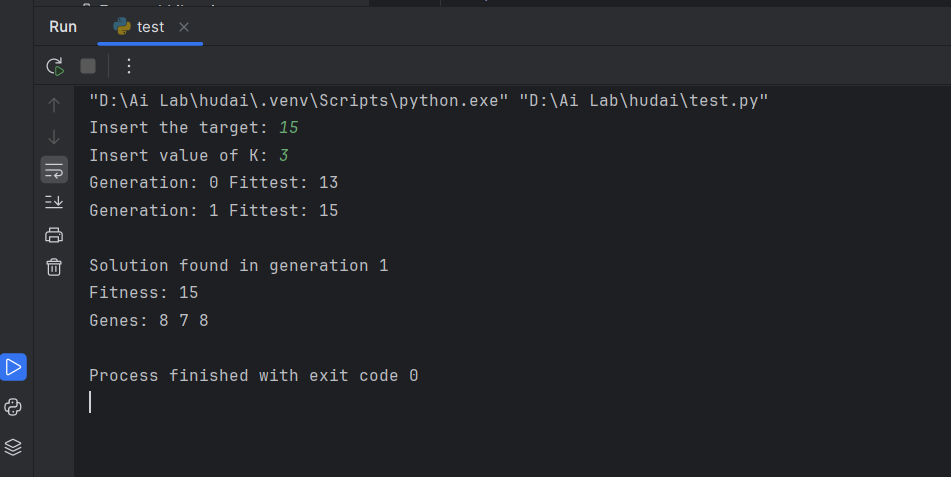 Run test
"D:\Ai Lab\hudai\.venv\Scripts\python.exe" "D:\Ai Lab\hudai\test.py"
Insert the target: 15
Insert value of K: 3
Generation: 0 Fittest: 13
Generation: 1 Fittest: 15
Solution found in generation 1
Fitness: 15
Genes: 8 7 8
Process finished with exit code 0